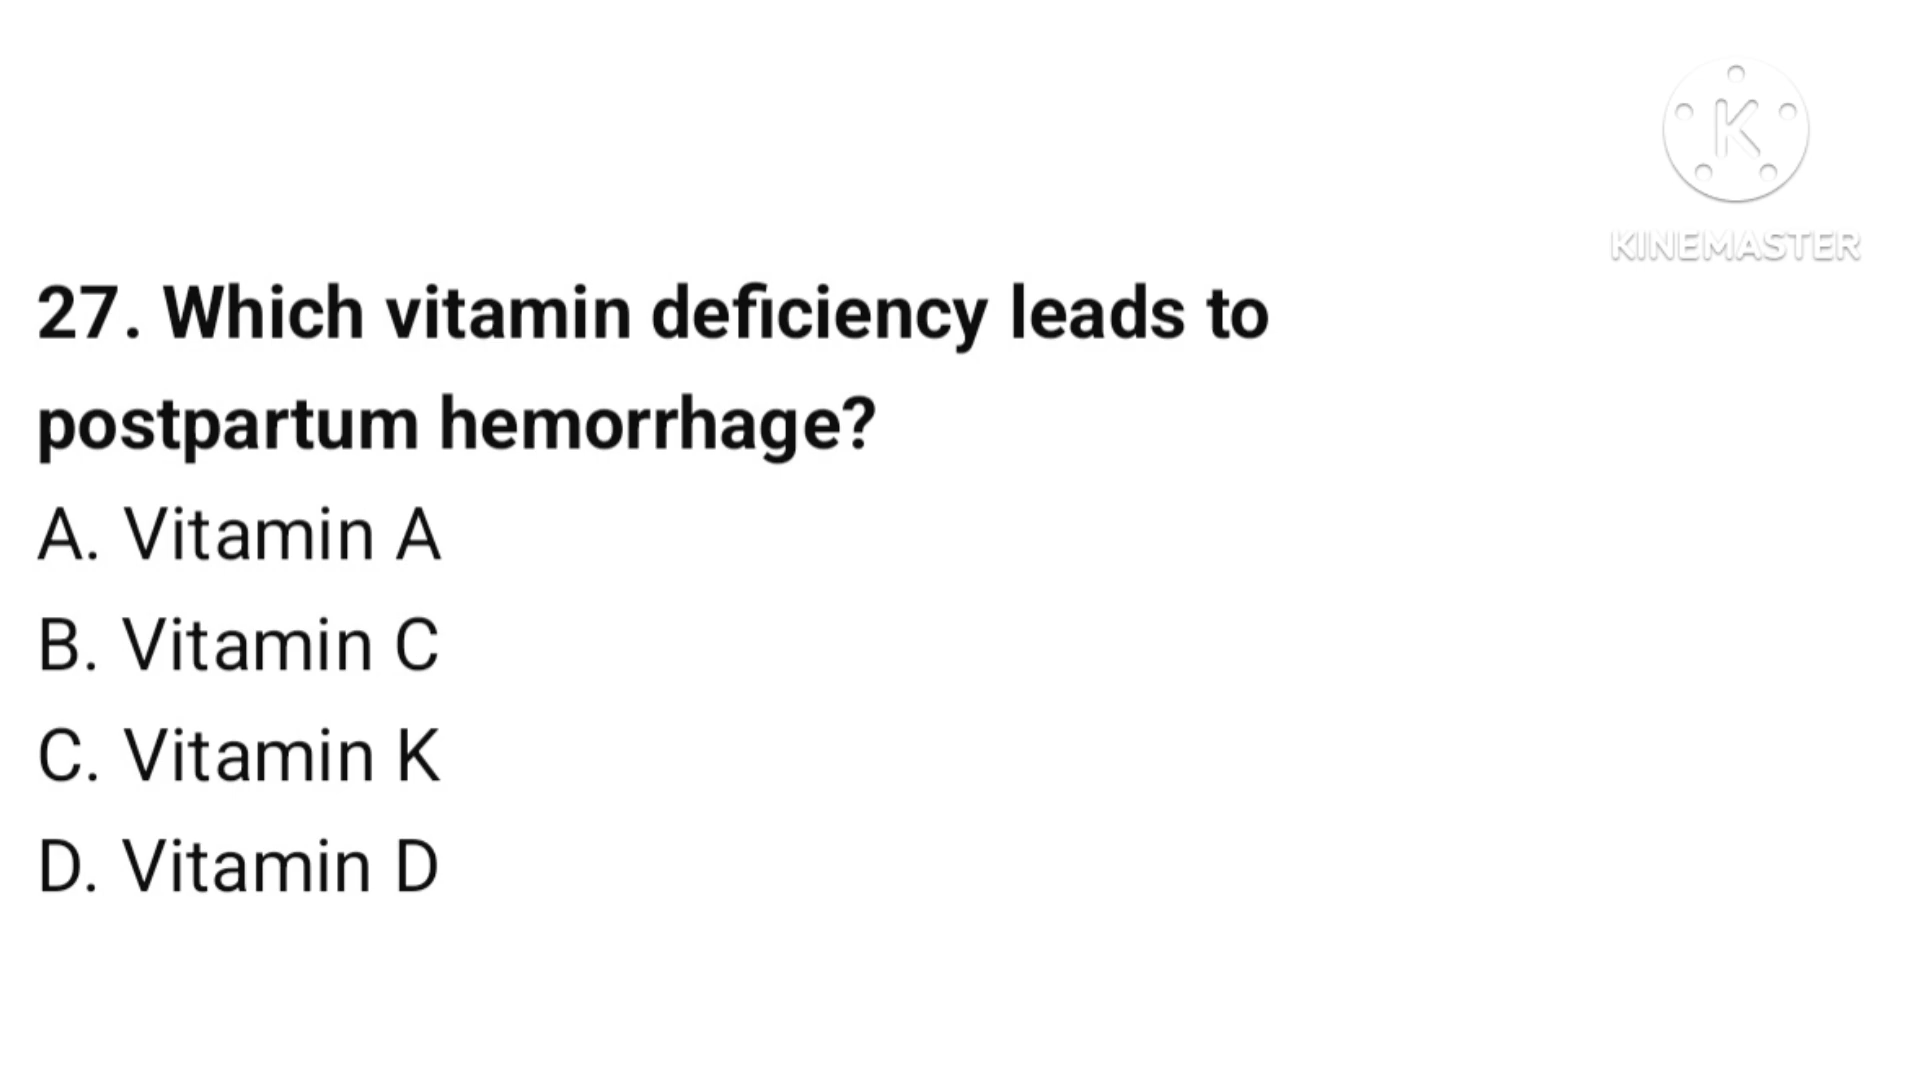 K
KINEMASTER
27. Which vitamin deficiency leads to
postpartum hemorrhage?
A. Vitamin A
B. Vitamin C
C. Vitamin K
D. Vitamin D